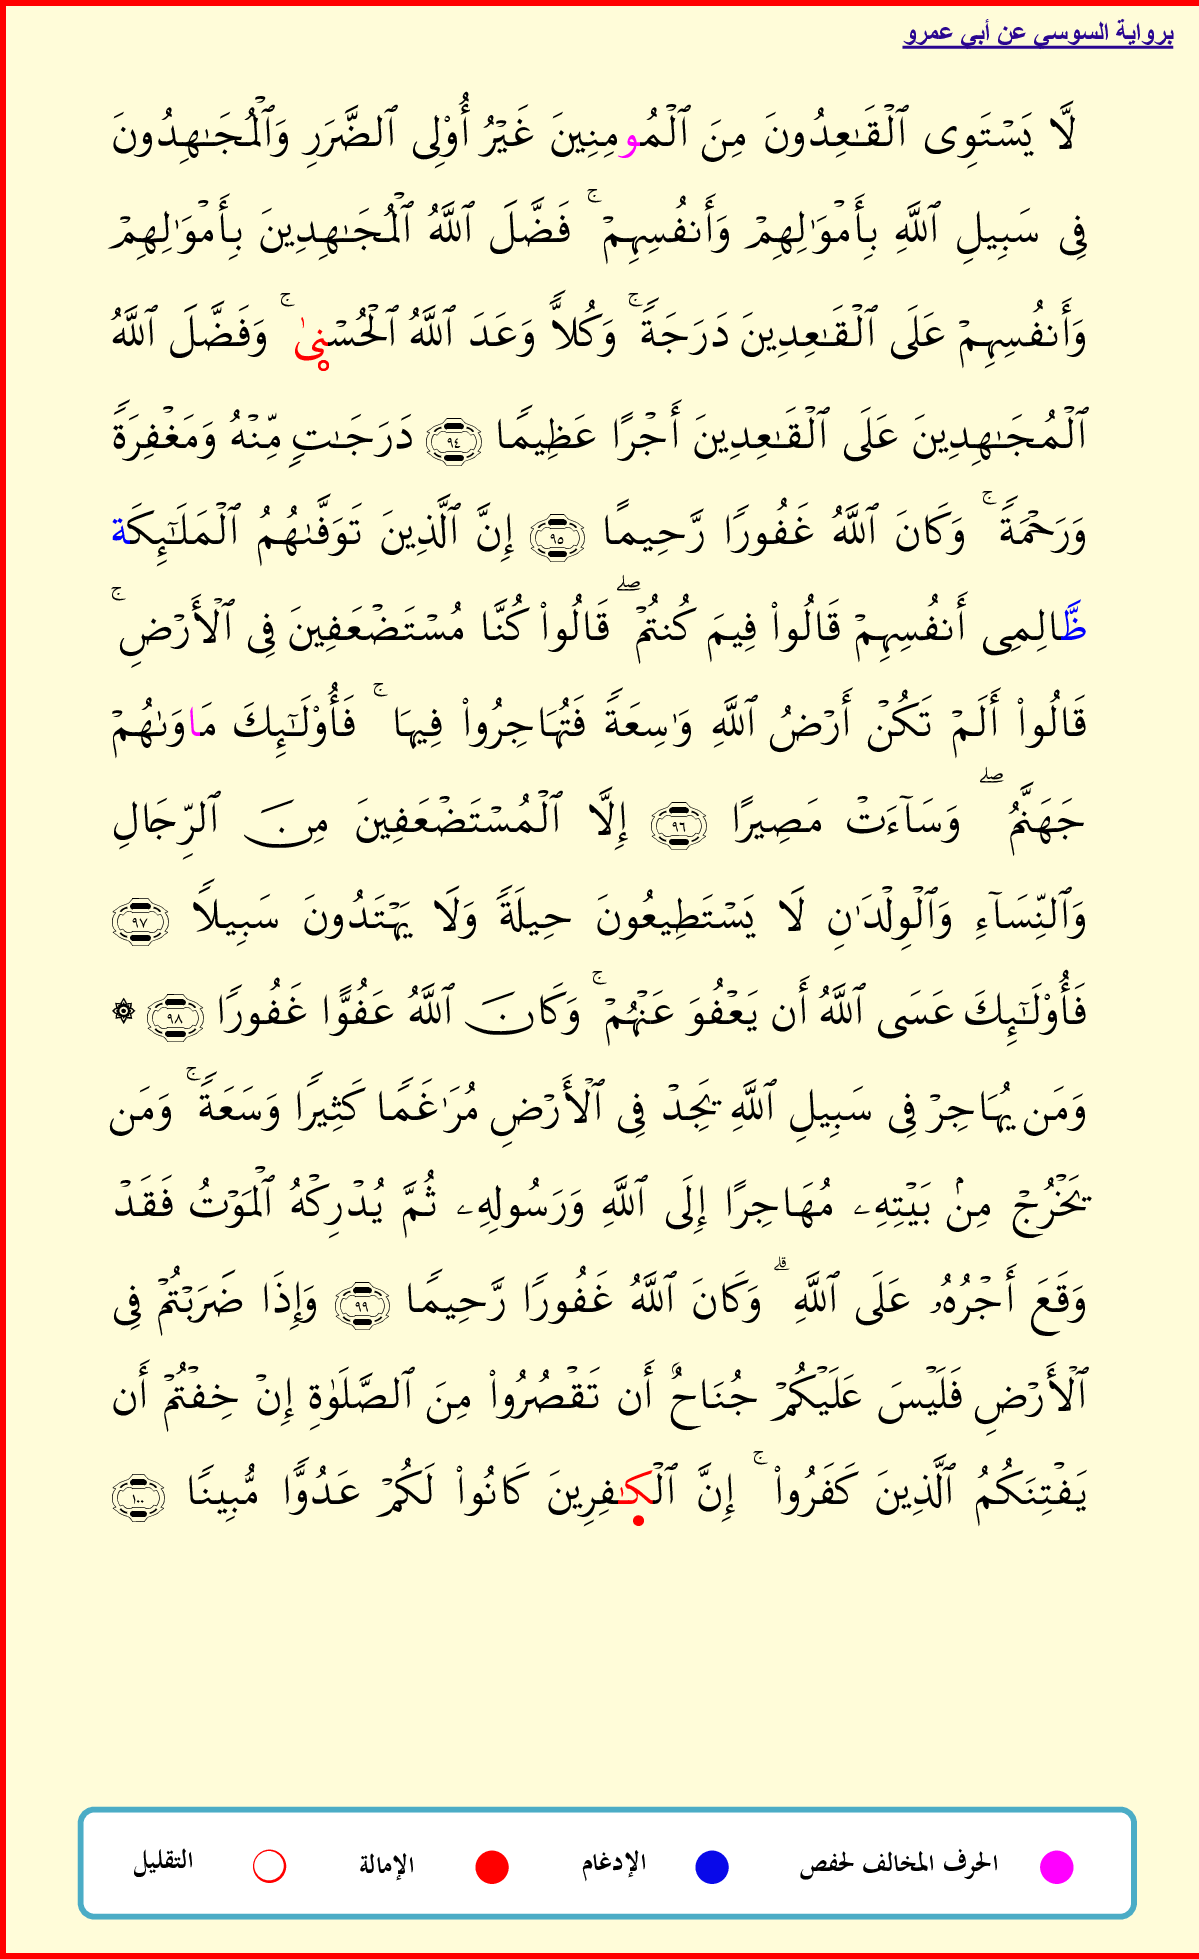 برواية السوسي عن أبي عمرو
لَّا يَسۡتَوِى ٱلۡقَـٰعِدُونَ مِنَ ٱلۡمُومِنِينَ غَيۡرُ أُوْلِى ٱلضَّرَرِ وَٱلۡمُجَـٰهِدُونَ
فِى سَبِيلِ ٱللَّهِ بِأَمۡوَٰلِهِمۡ وَأَنفُسِهِمۡ ۚ فَضَّلَ ٱللَّهُ ٱلۡمُجَـٰهِدِينَ بِأَمۡوَٰلِهِمۡ
وَأَنفُسِهِمۡ عَلَى ٱلۡقَـٰعِدِينَ دَرَجَةً ۚ وَكُلاًّ وَعَدَ ٱللَّهُ ٱلۡحُسۡنىٰ ۚ وَفَضَّلَ ٱللَّهُ
ٱلۡمُجَـٰهِدِينَ عَلَى ٱلۡقَـٰعِدِينَ أَجۡرًا عَظِيمًا ٩٤ دَرَجَـٰتٍ مِّنۡهُ وَمَغۡفِرَةً
وَرَحۡمَةً ۚ وَكَانَ ٱللَّهُ غَفُورًا رَّحِيمًا ٩٥ إِنَّ ٱلَّذِينَ تَوَفَّىٰهُمُ ٱلۡمَلَـٰٓئِكَة
ظَّالِمِى أَنفُسِهِمۡ قَالُواْ فِيمَ كُنتُمۡ ۖ قَالُواْ كُنَّا مُسۡتَضۡعَفِينَ فِى ٱلۡأَرۡضِ ۚ
قَالُواْ أَلَمۡ تَكُنۡ أَرۡضُ ٱللَّهِ وَٰسِعَةً فَتُهَاجِرُواْ فِيهَا ۚ فَأُوْلَـٰٓئِكَ مَاوَىٰهُمۡ
جَهَنَّمُ ۖ وَسَآءَتۡ مَصِيرًا ٩٦ إِلَّا ٱلۡمُسۡتَضۡعَفِينَ مِنَ ٱلرِّجَالِ
وَٱلنِّسَآءِ وَٱلۡوِلۡدَٰنِ لَا يَسۡتَطِيعُونَ حِيلَةً وَلَا يَهۡتَدُونَ سَبِيلاً ٩٧
فَأُوْلَـٰٓئِكَ عَسَى ٱللَّهُ أَن يَعۡفُوَ عَنۡهُمۡ ۚ وَكَانَ ٱللَّهُ عَفُوًّا غَفُورًا ٩٨ ۞
وَمَن يُهَاجِرۡ فِى سَبِيلِ ٱللَّهِ يَجِدۡ فِى ٱلۡأَرۡضِ مُرَٰغَمًا كَثِيرًا وَسَعَةً ۚ وَمَن
يَخۡرُجۡ مِنۢ بَيۡتِهِۦ مُهَاجِرًا إِلَى ٱللَّهِ وَرَسُولِهِۦ ثُمَّ يُدۡرِكۡهُ ٱلۡمَوۡتُ فَقَدۡ
وَقَعَ أَجۡرُهُۥ عَلَى ٱللَّهِ ۗ وَكَانَ ٱللَّهُ غَفُورًا رَّحِيمًا ٩٩ وَإِذَا ضَرَبۡتُمۡ فِى
ٱلۡأَرۡضِ فَلَيۡسَ عَلَيۡكُمۡ جُنَاحٌ أَن تَقۡصُرُواْ مِنَ ٱلصَّلَوٰةِ إِنۡ خِفۡتُمۡ أَن
يَفۡتِنَكُمُ ٱلَّذِينَ كَفَرُواْ ۚ إِنَّ ٱلۡكَـٰفِرِينَ كَانُواْ لَكُمۡ عَدُوًّا مُّبِينًا ١٠٠
الحرف المخالف لحفص الإدغام الإمالة التقليل